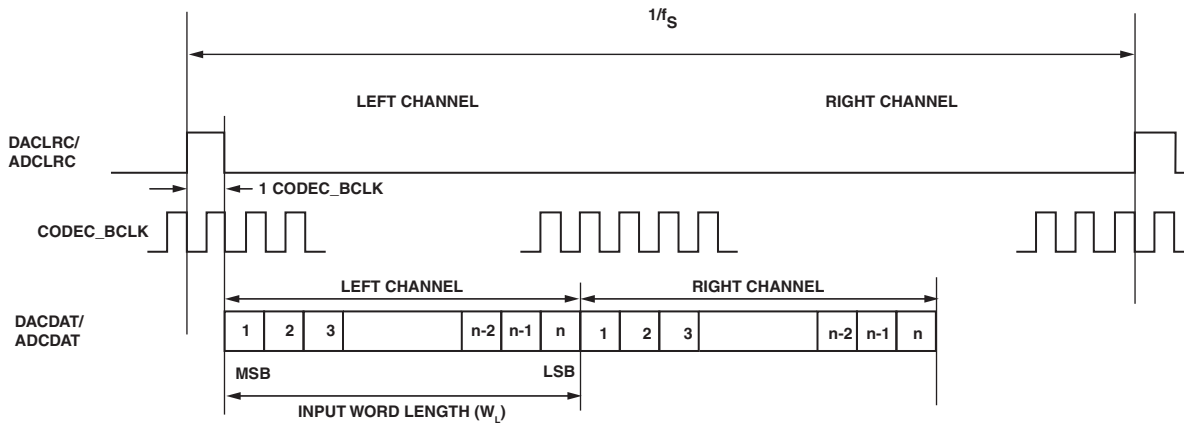 1/fS
LEFT CHANNEL RIGHT CHANNEL
DACLRC/
ADCLRC
1 CODEC_BCLK
CODEC_BCLK
LEFT CHANNEL RIGHT CHANNEL
DACDAT/
ADCDAT
1 2 3 n-2 n-1 n 1 2 3 n-2 n-1 n
MSB LSB
INPUT WORD LENGTH (WL)